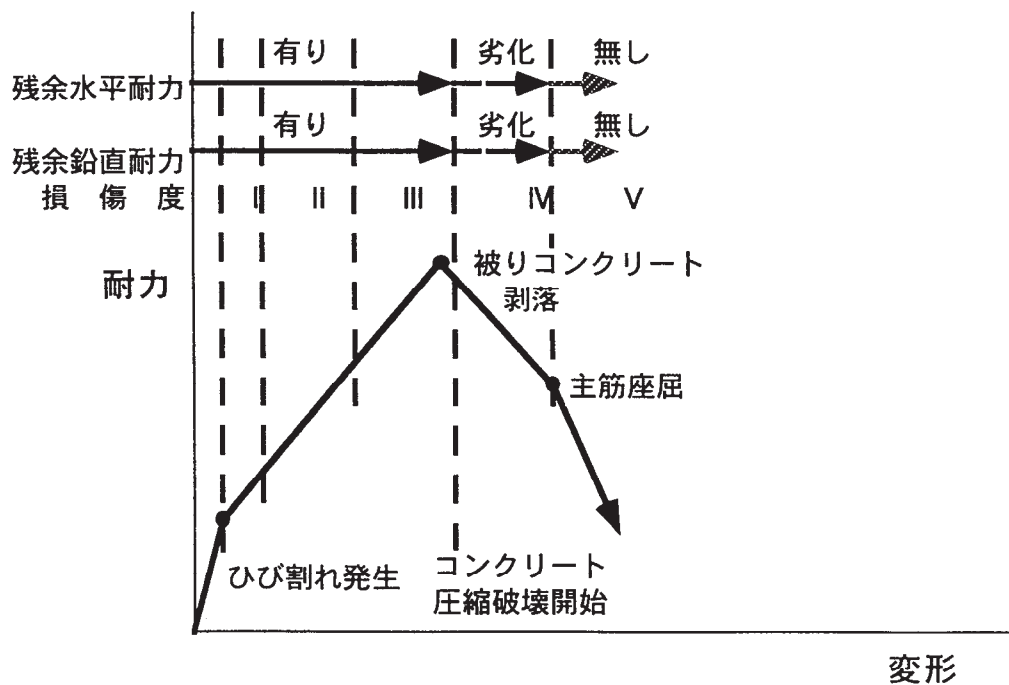 有り 劣化 無し
残余水平耐力
有り 劣化 無し
残余鉛直耐力
損 傷 度 Ⅰ Ⅱ Ⅲ Ⅳ Ⅴ
耐力
被りコンクリート
剥落
主筋座屈
ひび割れ発生
コンクリート
圧縮破壊開始
変形